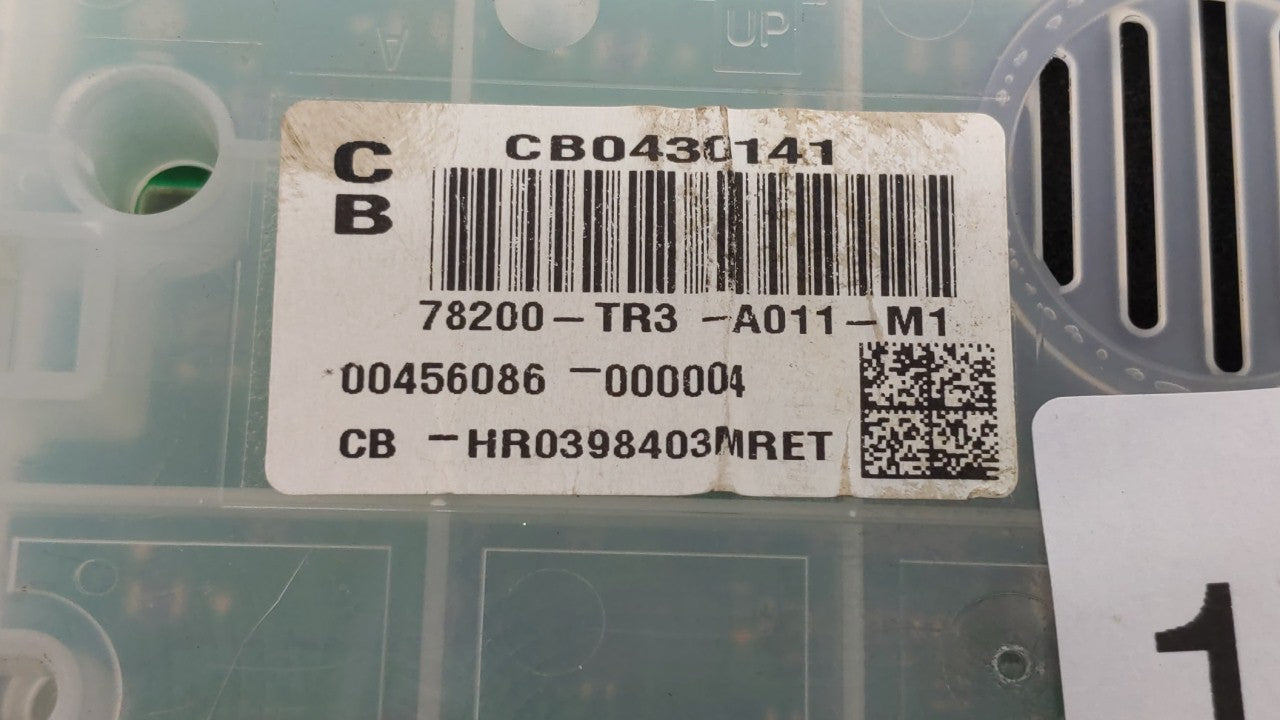 UP
C
B
CB0430141
78200-TR3 -A011-M1
00456086 -000004
CB -HR0398403MRET
1